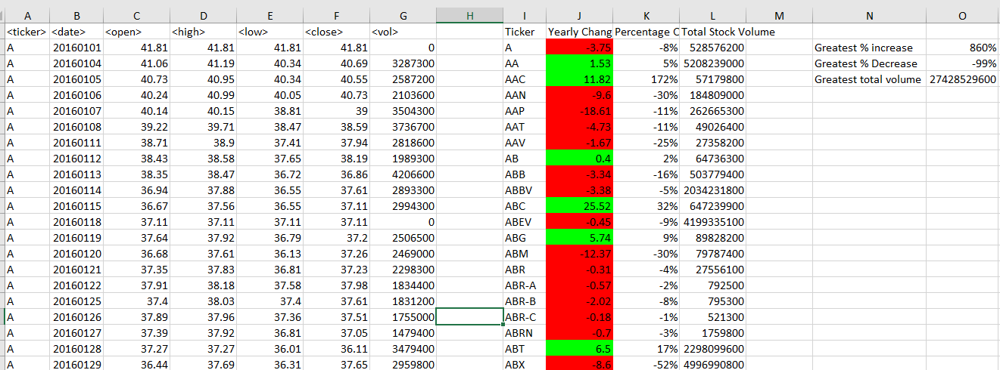 A B C D E F G H I J K L M N O
<ticker> <date> <open> <high> <low> <close> <vol> Ticker Yearly Chang Percentage C Total Stock Volume
A 20160101 41.81 41.81 41.81 41.81 0 A -3.75 -8% 528576200 Greatest % increase 860%
A 20160104 41.06 41.19 40.34 40.69 3287300 AA 1.53 5% 5208239000 Greatest % Decrease -99%
A 20160105 40.73 40.95 40.34 40.55 2587200 AAC 11.82 172% 57179800 Greatest total volume 27428529600
A 20160106 40.24 40.99 40.05 40.73 2103600 AAN -9.6 -30% 184809000
A 20160107 40.14 40.15 38.81 39 3504300 AAP -18.61 -11% 262665300
A 20160108 39.22 39.71 38.47 38.59 3736700 AAT -4.73 -11% 49026400
A 20160111 38.71 38.9 37.41 37.94 2818600 AAV -1.67 -25% 27358200
A 20160112 38.43 38.58 37.65 38.19 1989300 AB 0.4 2% 64736300
A 20160113 38.35 38.47 36.72 36.86 4206600 ABB -3.34 -16% 503779400
A 20160114 36.94 37.88 36.55 37.61 2893300 ABBV -3.38 -5% 2034231800
A 20160115 36.67 37.56 36.55 37.11 2994300 ABC 25.52 32% 647239900
A 20160118 37.11 37.11 37.11 37.11 0 ABEV -0.45 -9% 4199335100
A 20160119 37.64 37.92 36.79 37.2 2506500 ABG 5.74 9% 89828200
A 20160120 36.68 37.61 36.13 37.26 2469000 ABM -12.37 -30% 79787400
A 20160121 37.35 37.83 36.81 37.23 2298300 ABR -0.31 -4% 27556100
A 20160122 37.91 38.18 37.58 37.98 1834400 ABR-A -0.57 -2% 792500
A 20160125 37.4 38.03 37.4 37.61 1831200 ABR-B -2.02 -8% 795300
A 20160126 37.89 37.96 37.36 37.51 1755000 ABR-C -0.18 -1% 521300
A 20160127 37.39 37.92 36.81 37.05 1479400 ABRN -0.7 -3% 1759800
A 20160128 37.27 37.27 36.01 36.11 3479400 ABT 6.5 17% 2298099600
A 20160129 36.44 37.69 36.31 37.65 2959800 ABX -8.6 -52% 4996990800